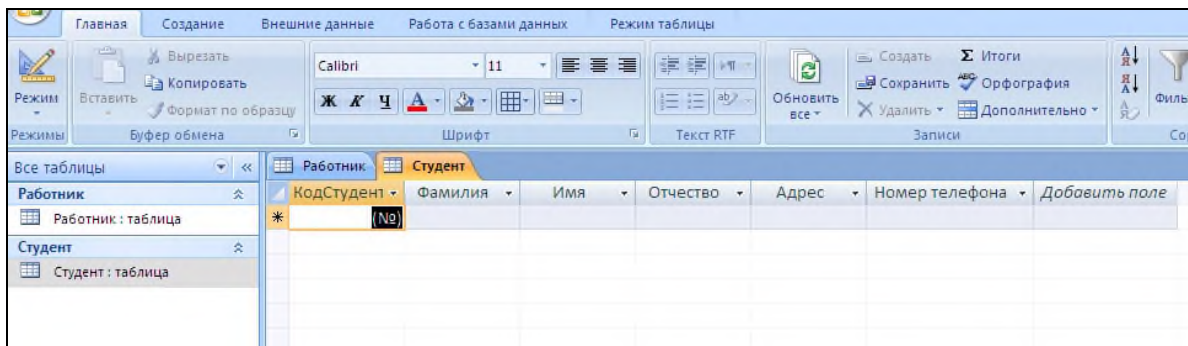 Главная Создание Внешние данные Работа с базами данных Режим таблицы
Режим
Вставить
Вырезать
Копировать
Формат по образцу
Calibri 11
Ж К Ч
Обновить все
Создать Σ Итоги
Сохранить Орфография
Удалить Дополнительно
Режимы Буфер обмена Шрифт Текст RTF Записи
Все таблицы
Работник Студент
Работник
Работник : таблица
Студент
Студент : таблица
КодСтудент Фамилия Имя Отчество Адрес Номер телефона Добавить поле
(№)